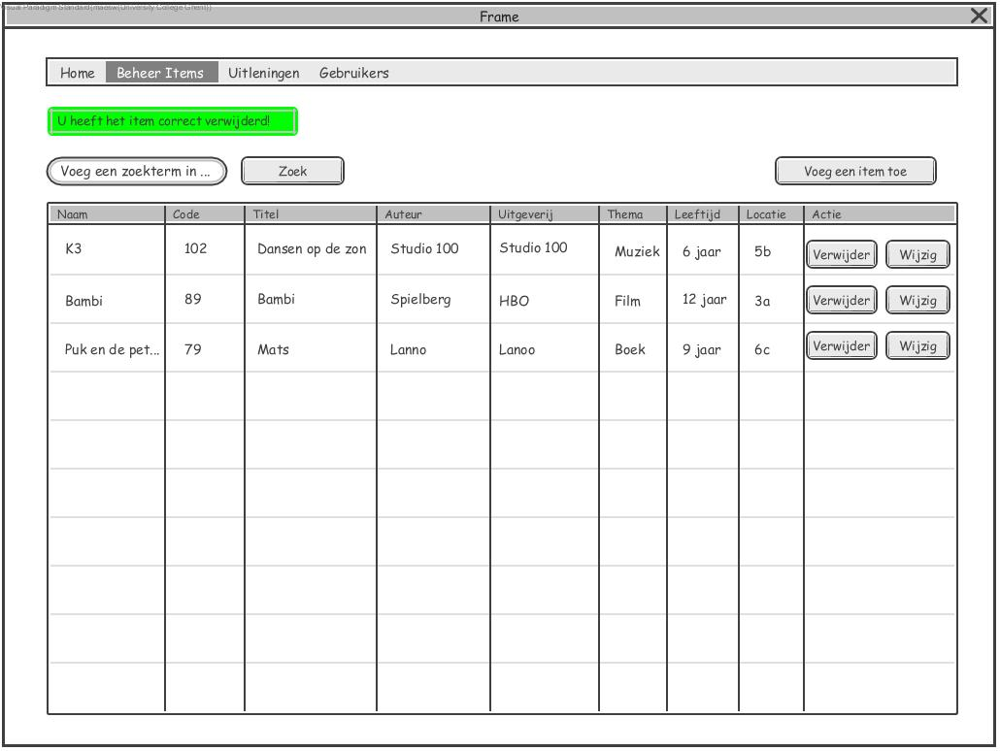 Visual Paradigm Standard(maesw(University College Ghent))
Frame
Home Beheer Items Uitleningen Gebruikers
U heeft het item correct verwijderd!
Voeg een zoekterm in ... Zoek Voeg een item toe
Naam Code Titel Auteur Uitgeverij Thema Leeftijd Locatie Actie
K3 102 Dansen op de zon Studio 100 Studio 100 Muziek 6 jaar 5b Verwijder Wijzig
Bambi 89 Bambi Spielberg HBO Film 12 jaar 3a Verwijder Wijzig
Puk en de pet... 79 Mats Lanno Lanoo Boek 9 jaar 6c Verwijder Wijzig